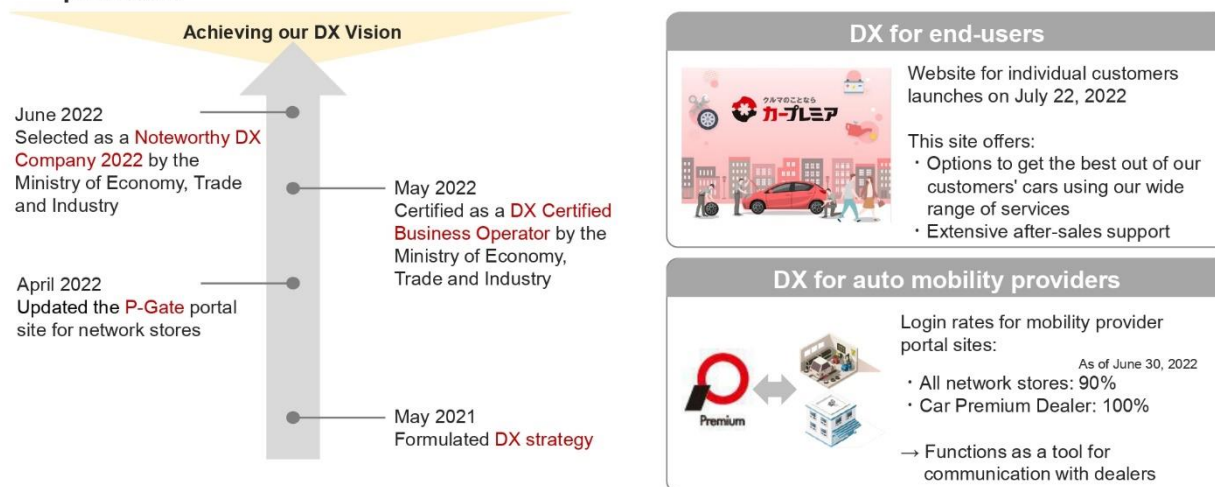 Achieving our DX Vision
June 2022
Selected as a Noteworthy DX
Company 2022 by the
Ministry of Economy, Trade
and Industry
May 2022
Certified as a DX Certified
Business Operator by the
Ministry of Economy,
Trade and Industry
April 2022
Updated the P-Gate portal
site for network stores
May 2021
Formulated DX strategy
DX for end-users
クルマのことなら
カープレミア
Website for individual customers
launches on July 22, 2022
This site offers:
・Options to get the best out of our
customers' cars using our wide
range of services
・Extensive after-sales support
DX for auto mobility providers
Premium
Login rates for mobility provider
portal sites:
As of June 30, 2022
・All network stores: 90%
・Car Premium Dealer: 100%
→ Functions as a tool for
communication with dealers